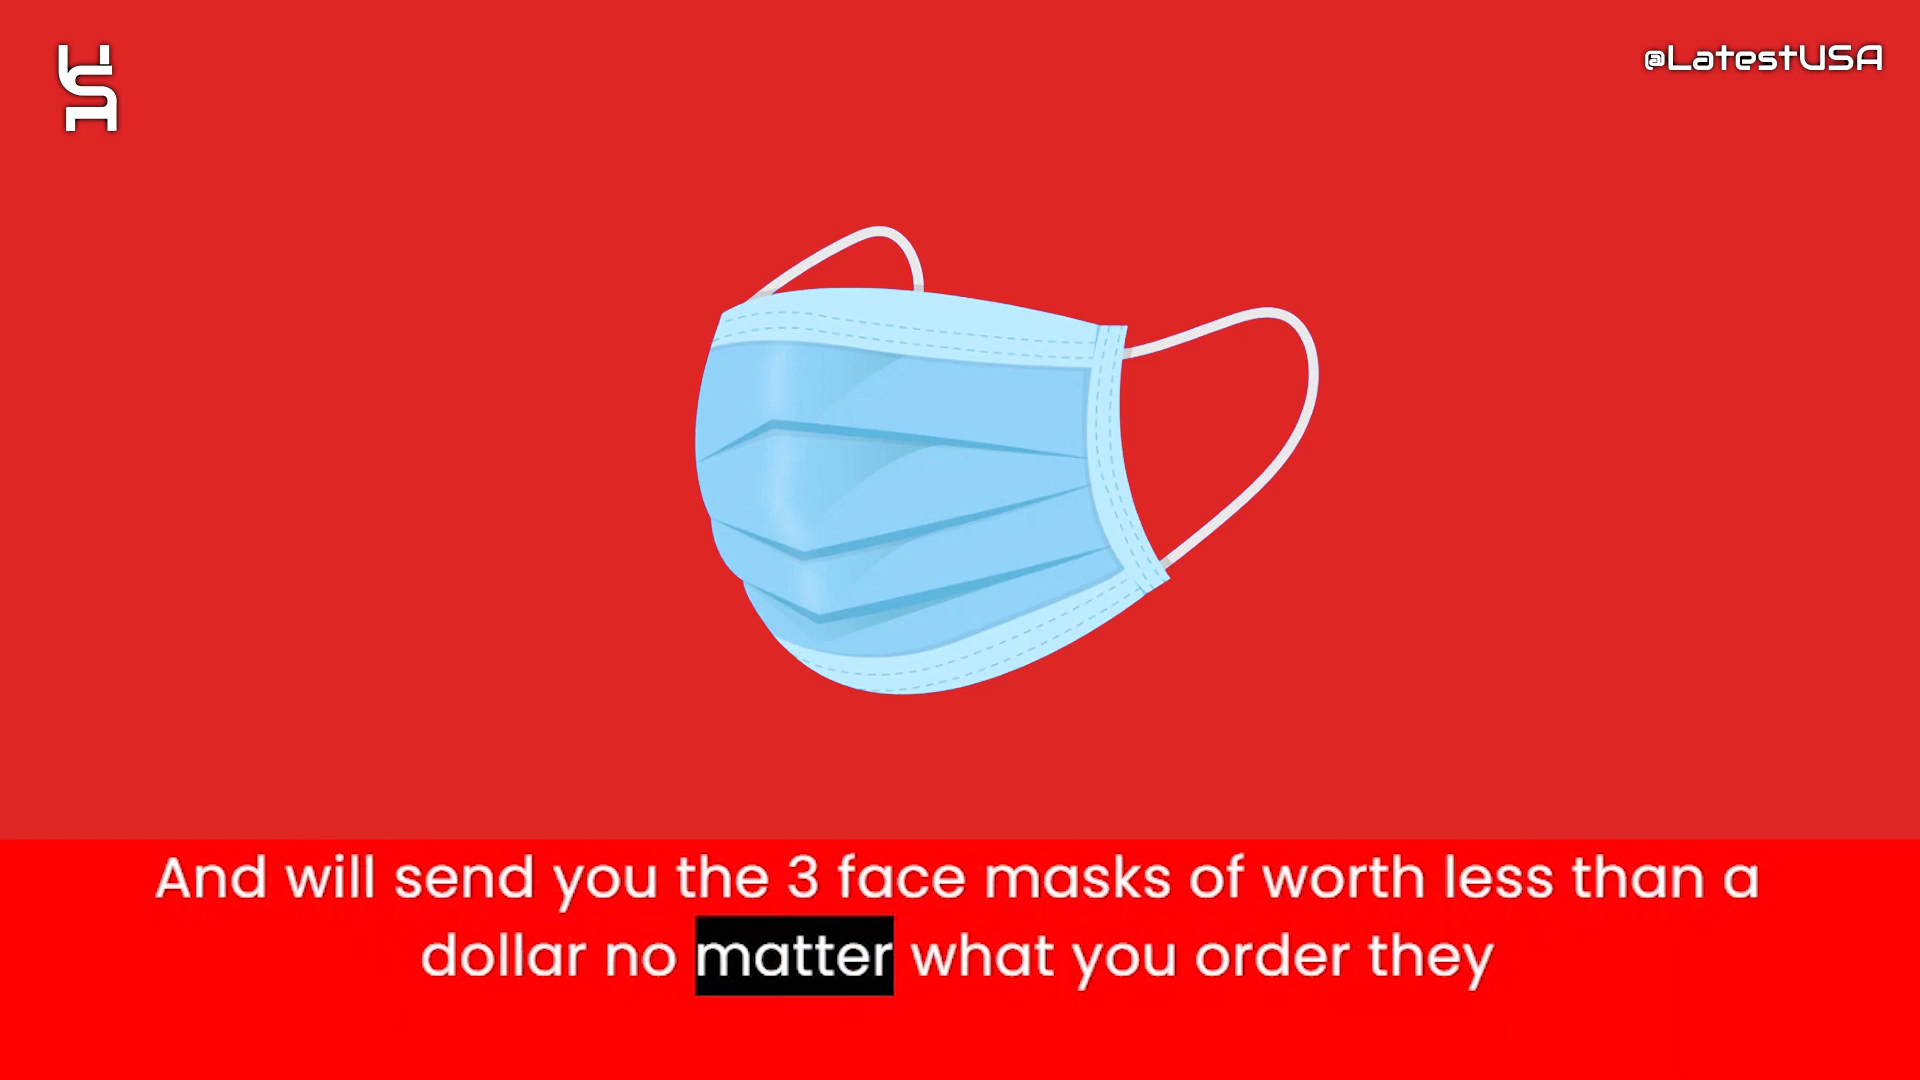 USA
@LatestUSA
And will send you the 3 face masks of worth less than a
dollar no matter what you order they